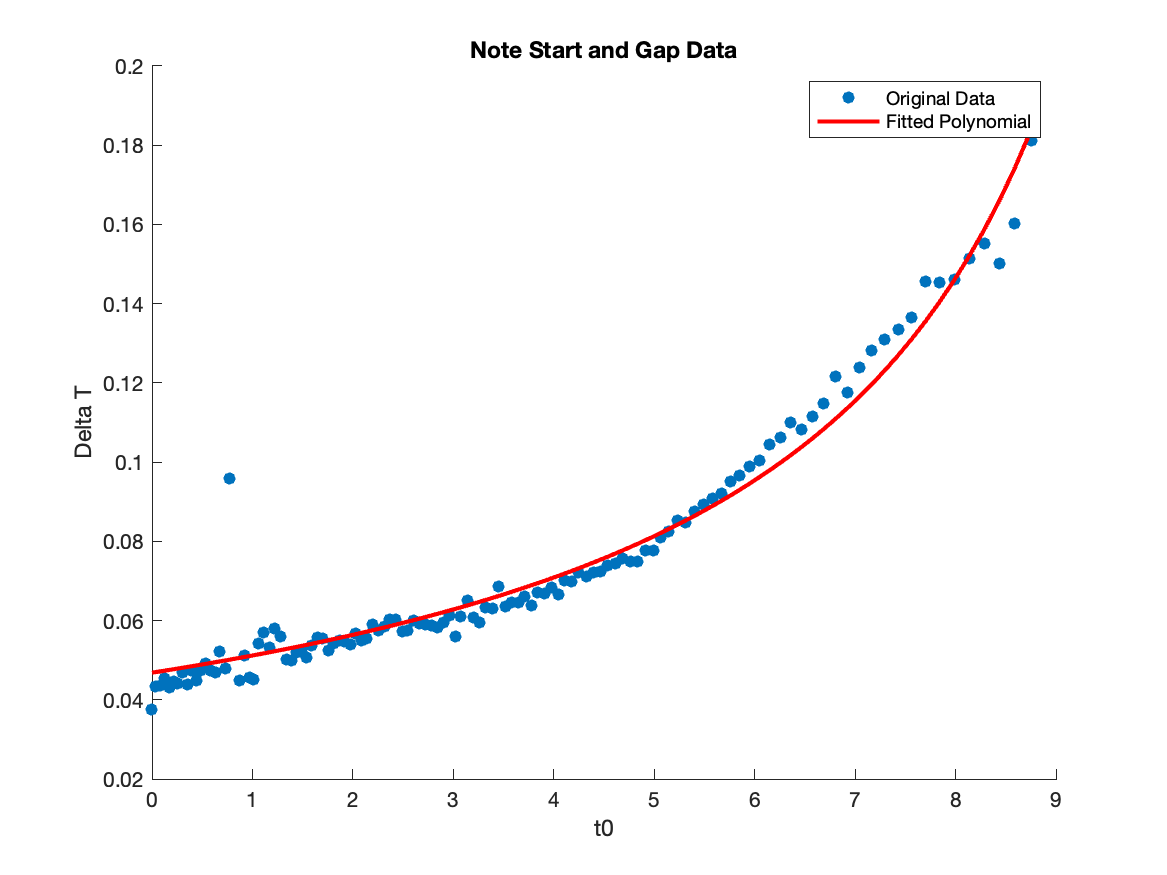 Note Start and Gap Data
0.2
0.18
0.16
0.14
0.12
0.1
0.08
0.06
0.04
0.02
Delta T
Original Data
Fitted Polynomial
0 1 2 3 4 5 6 7 8 9
t0